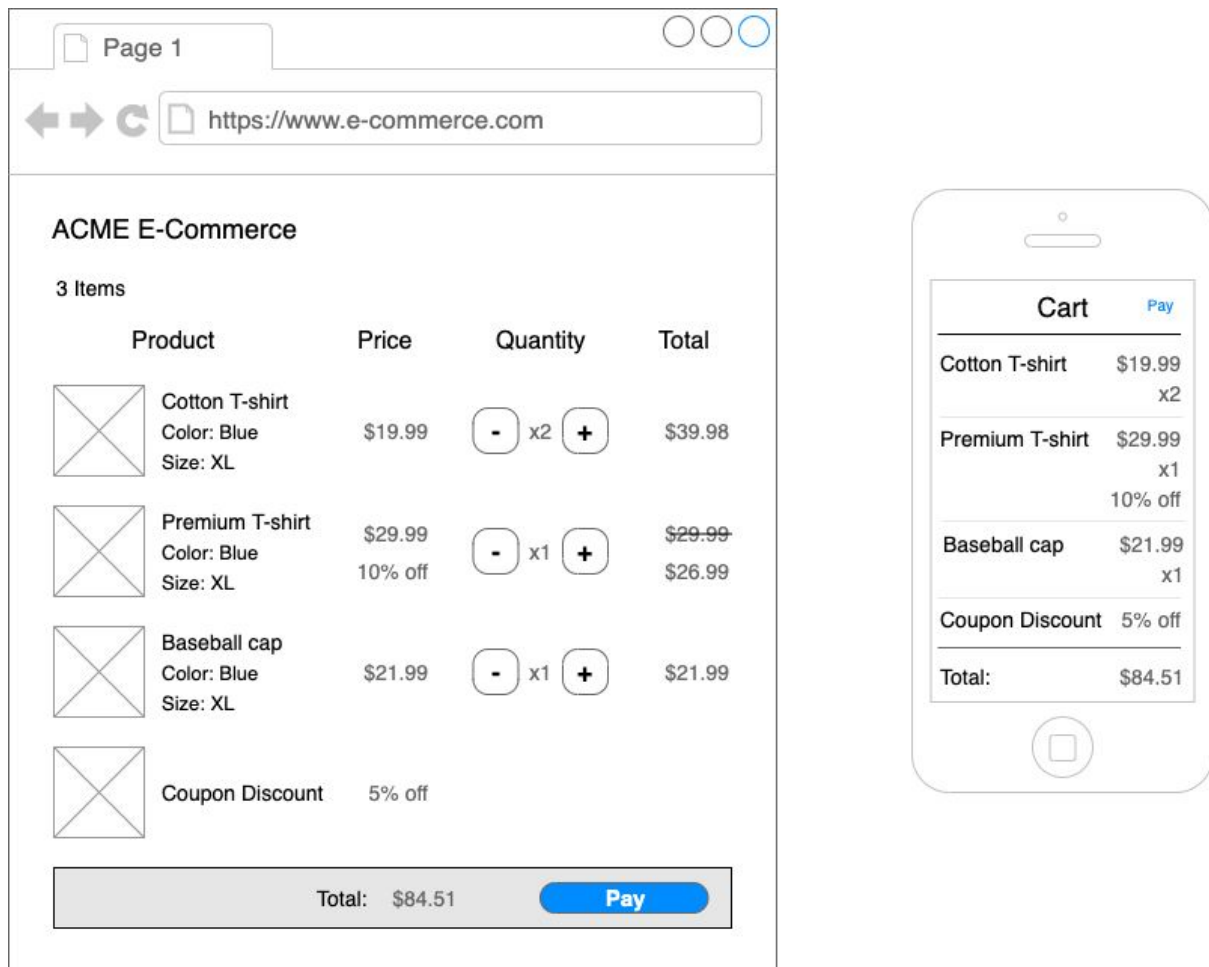 Page 1
https://www.e-commerce.com
ACME E-Commerce
3 Items
Product Price Quantity Total
Cotton T-shirt
Color: Blue $19.99 - x2 + $39.98
Size: XL
Premium T-shirt
$29.99 $29.99
Color: Blue - x1 +
10% off $26.99
Size: XL
Baseball cap
Color: Blue $21.99 - x1 + $21.99
Size: XL
Coupon Discount 5% off
Total: $84.51 Pay
Cart Pay
Cotton T-shirt $19.99
x2
Premium T-shirt $29.99
x1
10% off
Baseball cap $21.99
x1
Coupon Discount 5% off
Total: $84.51